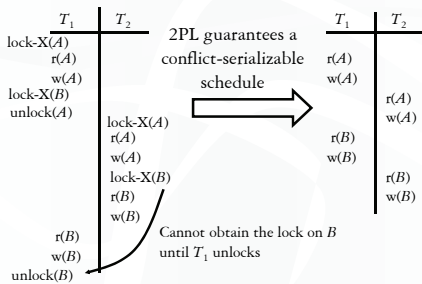 T₁ T₂
lock-X(A)
r(A)
w(A)
lock-X(B)
unlock(A)
lock-X(A)
r(A)
w(A)
lock-X(B)
r(B)
w(B)
r(B)
w(B)
unlock(B)
2PL guarantees a
conflict-serializable
schedule
Cannot obtain the lock on B
until T₁ unlocks
T₁ T₂
r(A)
w(A)
r(A)
w(A)
r(B)
w(B)
r(B)
w(B)